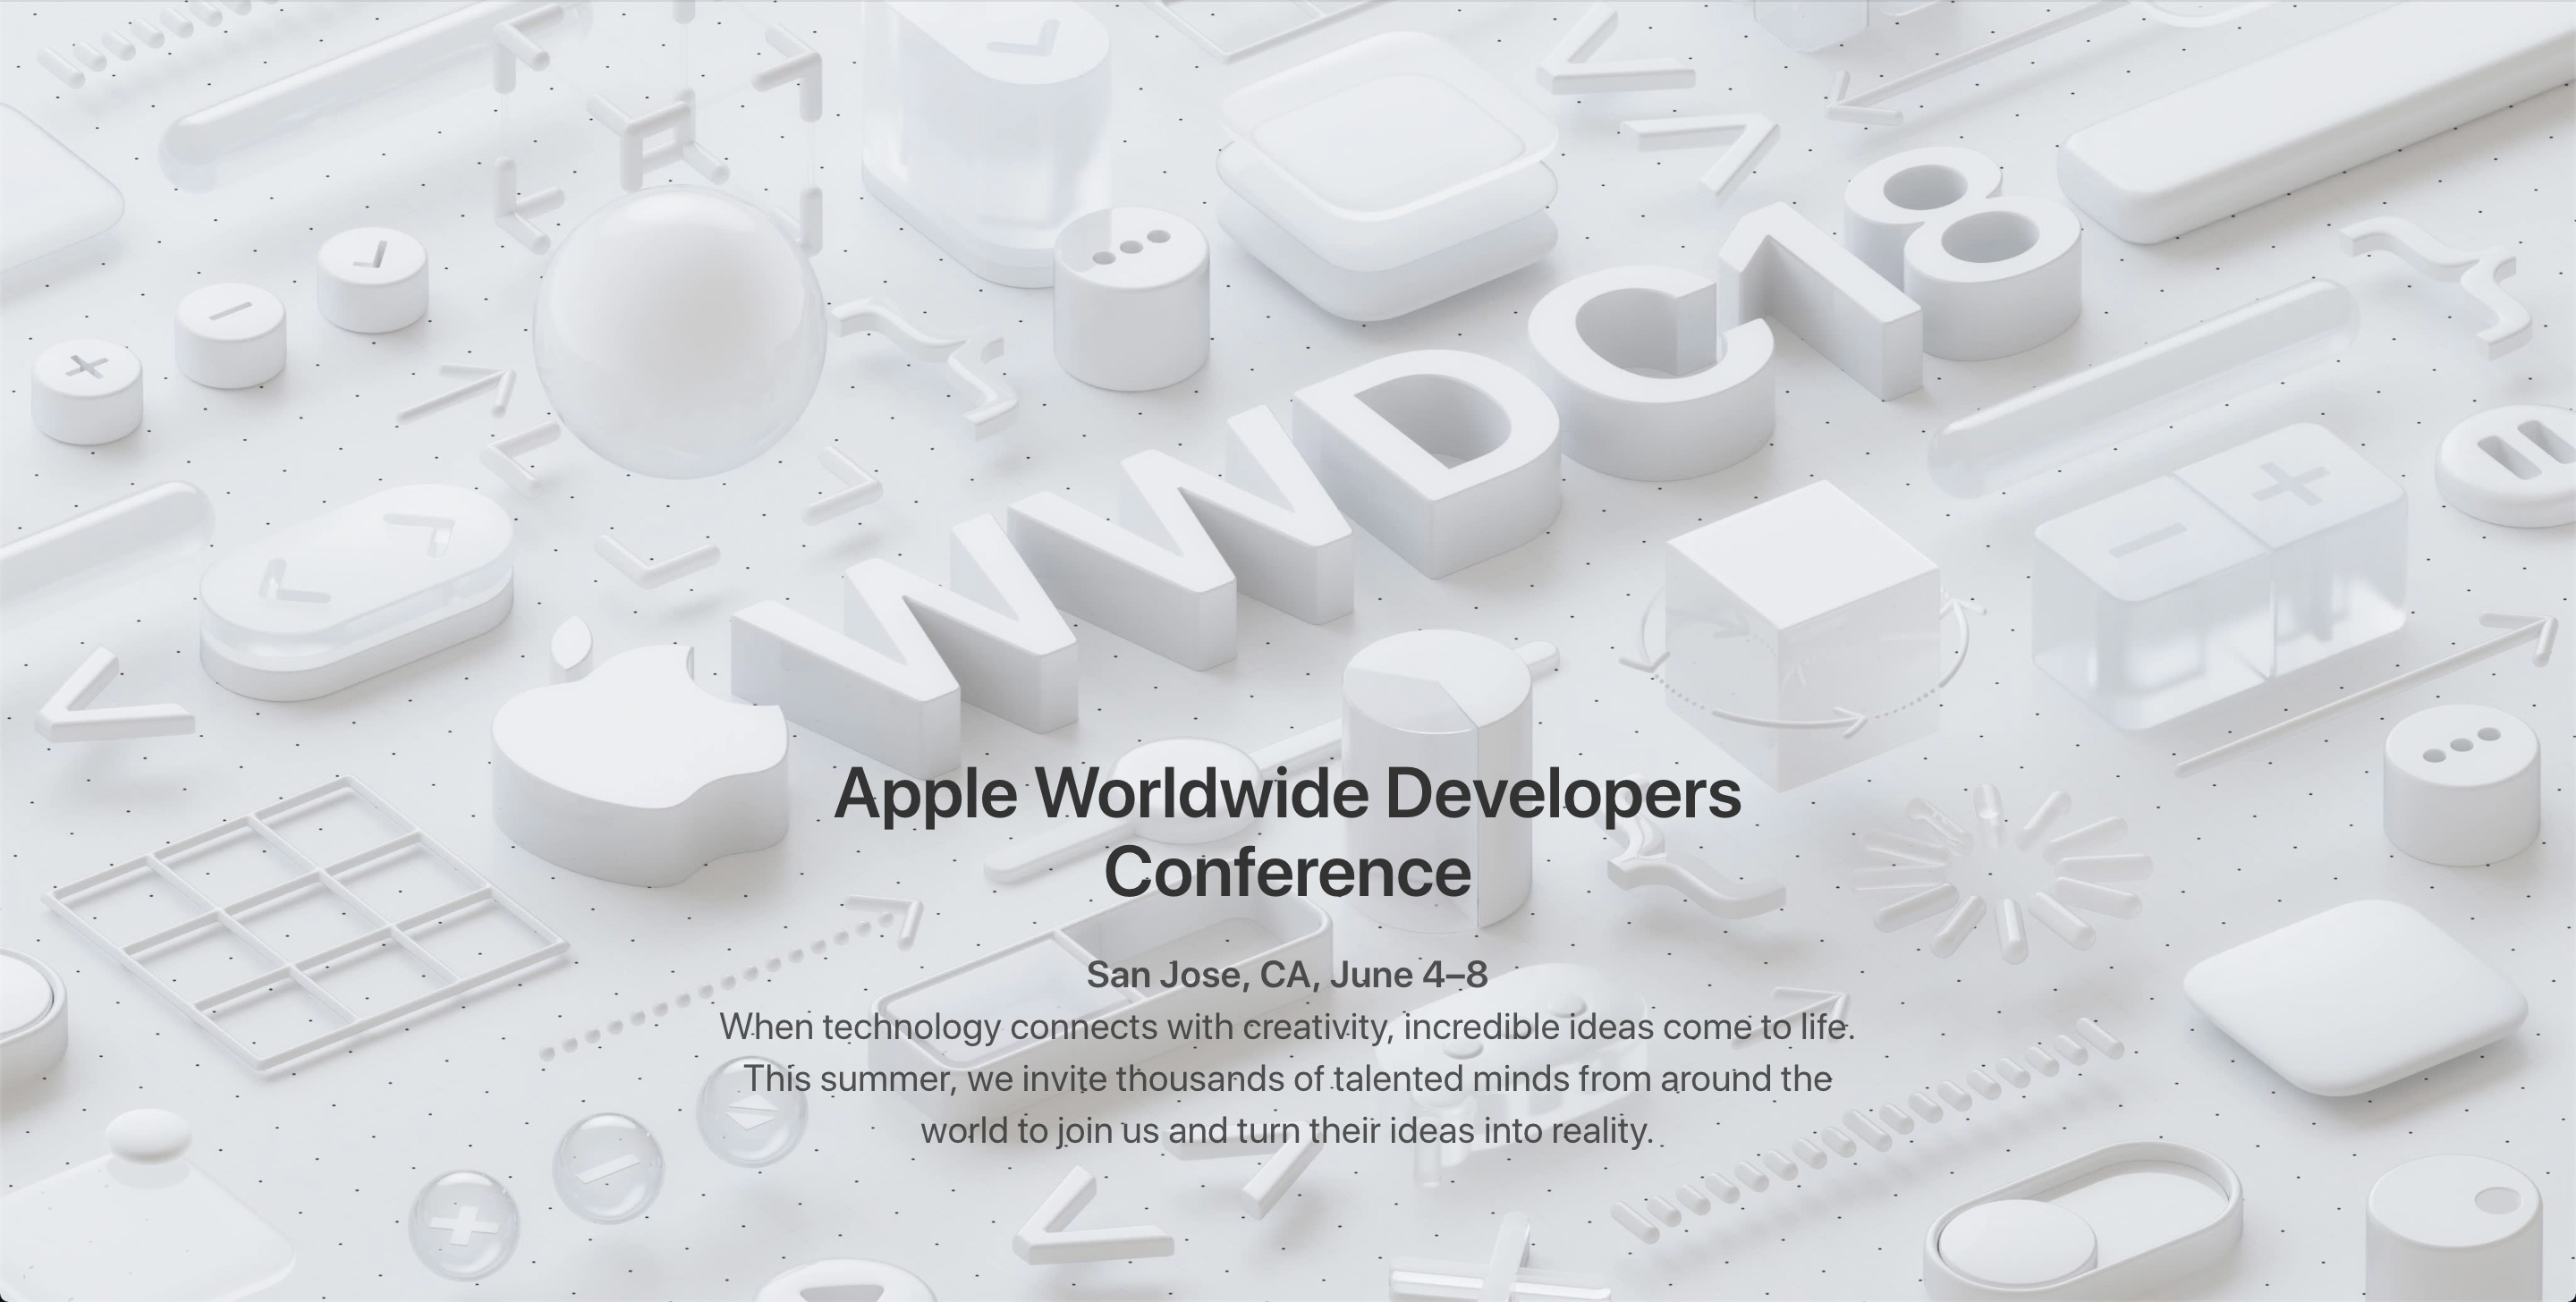 WWDC18
Apple Worldwide Developers
Conference
San Jose, CA, June 4–8
When technology connects with creativity, incredible ideas come to life.
This summer, we invite thousands of talented minds from around the
world to join us and turn their ideas into reality.